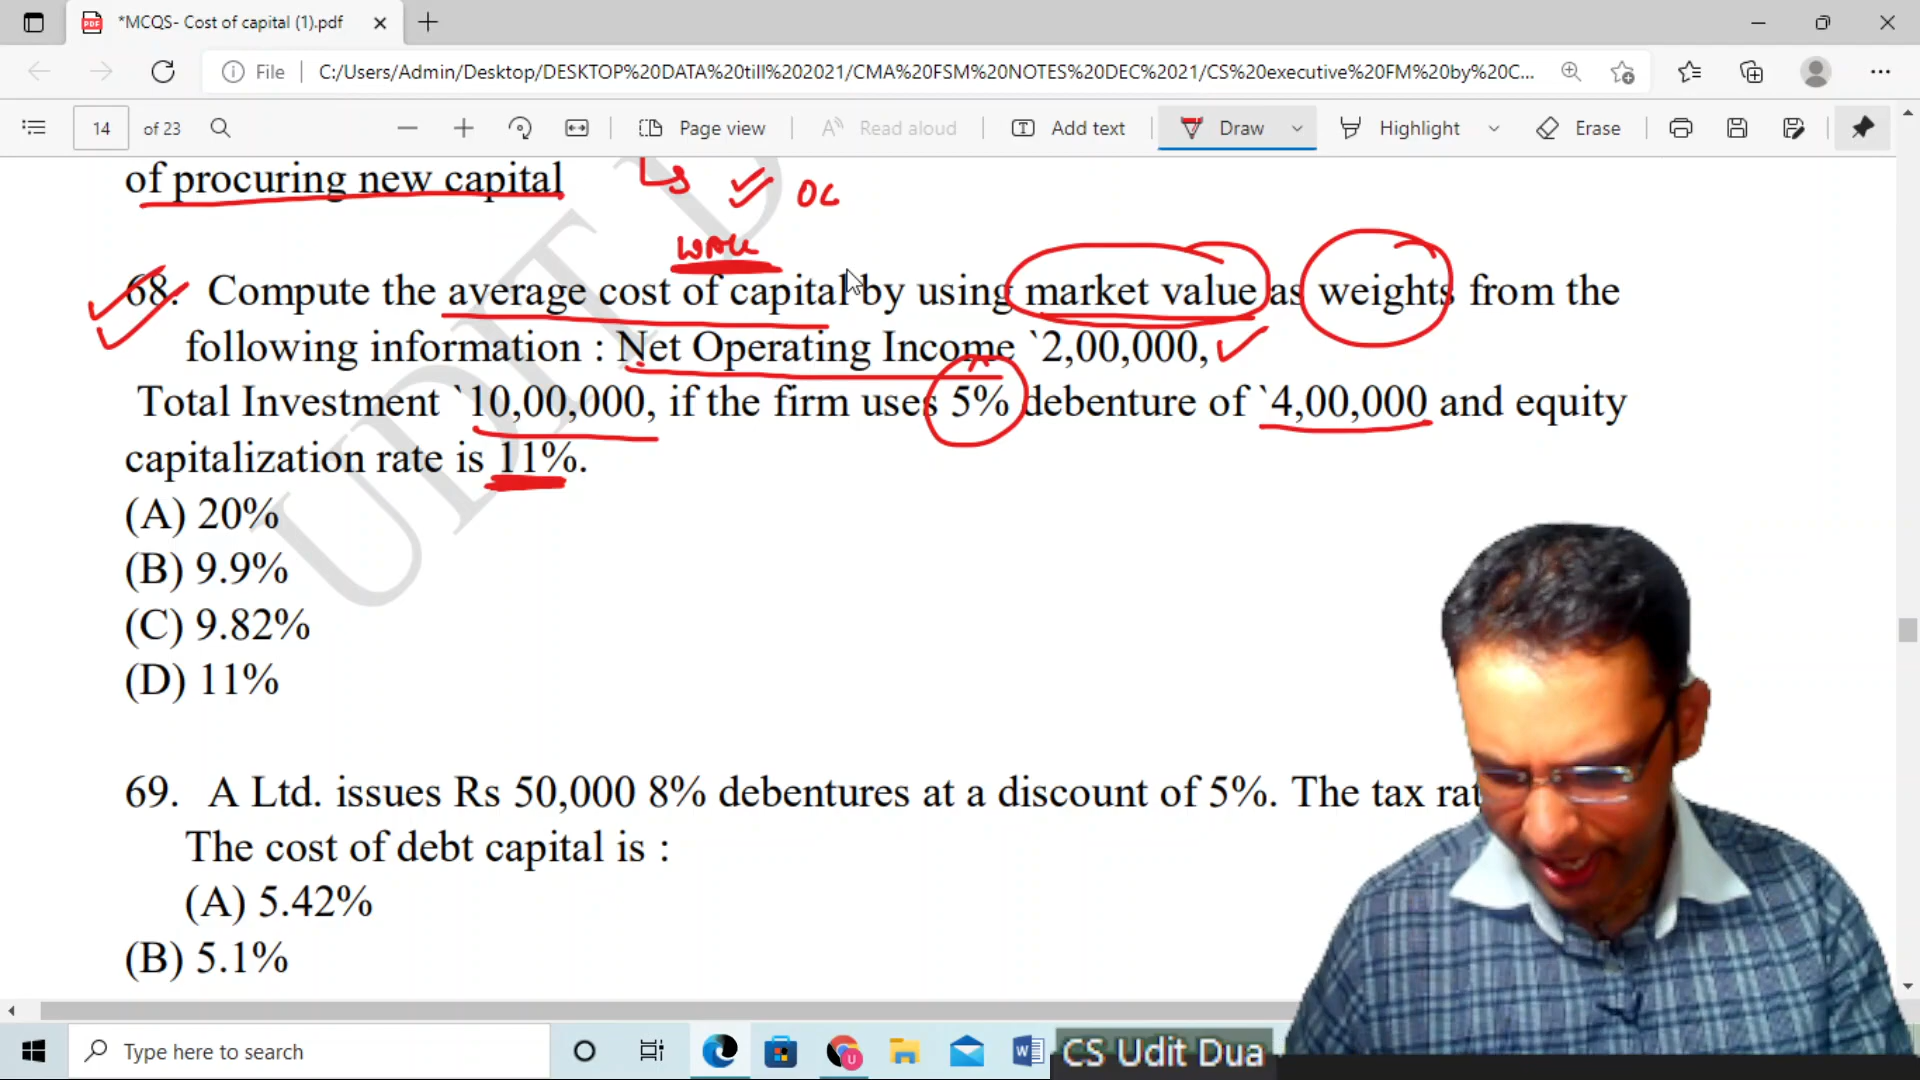 *MCQS- Cost of capital (1).pdf
File C:/Users/Admin/Desktop/DESKTOP%20DATA%20till%202021/CMA%20FSM%20NOTES%20DEC%2021/CS%20executive%20FM%20by%20C...
14 of 23 Page view Read aloud Add text Draw Highlight Erase
of procuring new capital
68. Compute the average cost of capital by using market value as weights from the
following information : Net Operating Income `2,00,000,
Total Investment `10,00,000, if the firm uses 5% debenture of `4,00,000 and equity
capitalization rate is 11%.
(A) 20%
(B) 9.9%
(C) 9.82%
(D) 11%
69. A Ltd. issues Rs 50,000 8% debentures at a discount of 5%. The tax
The cost of debt capital is :
(A) 5.42%
(B) 5.1%
Type here to search
CS Udit Dua